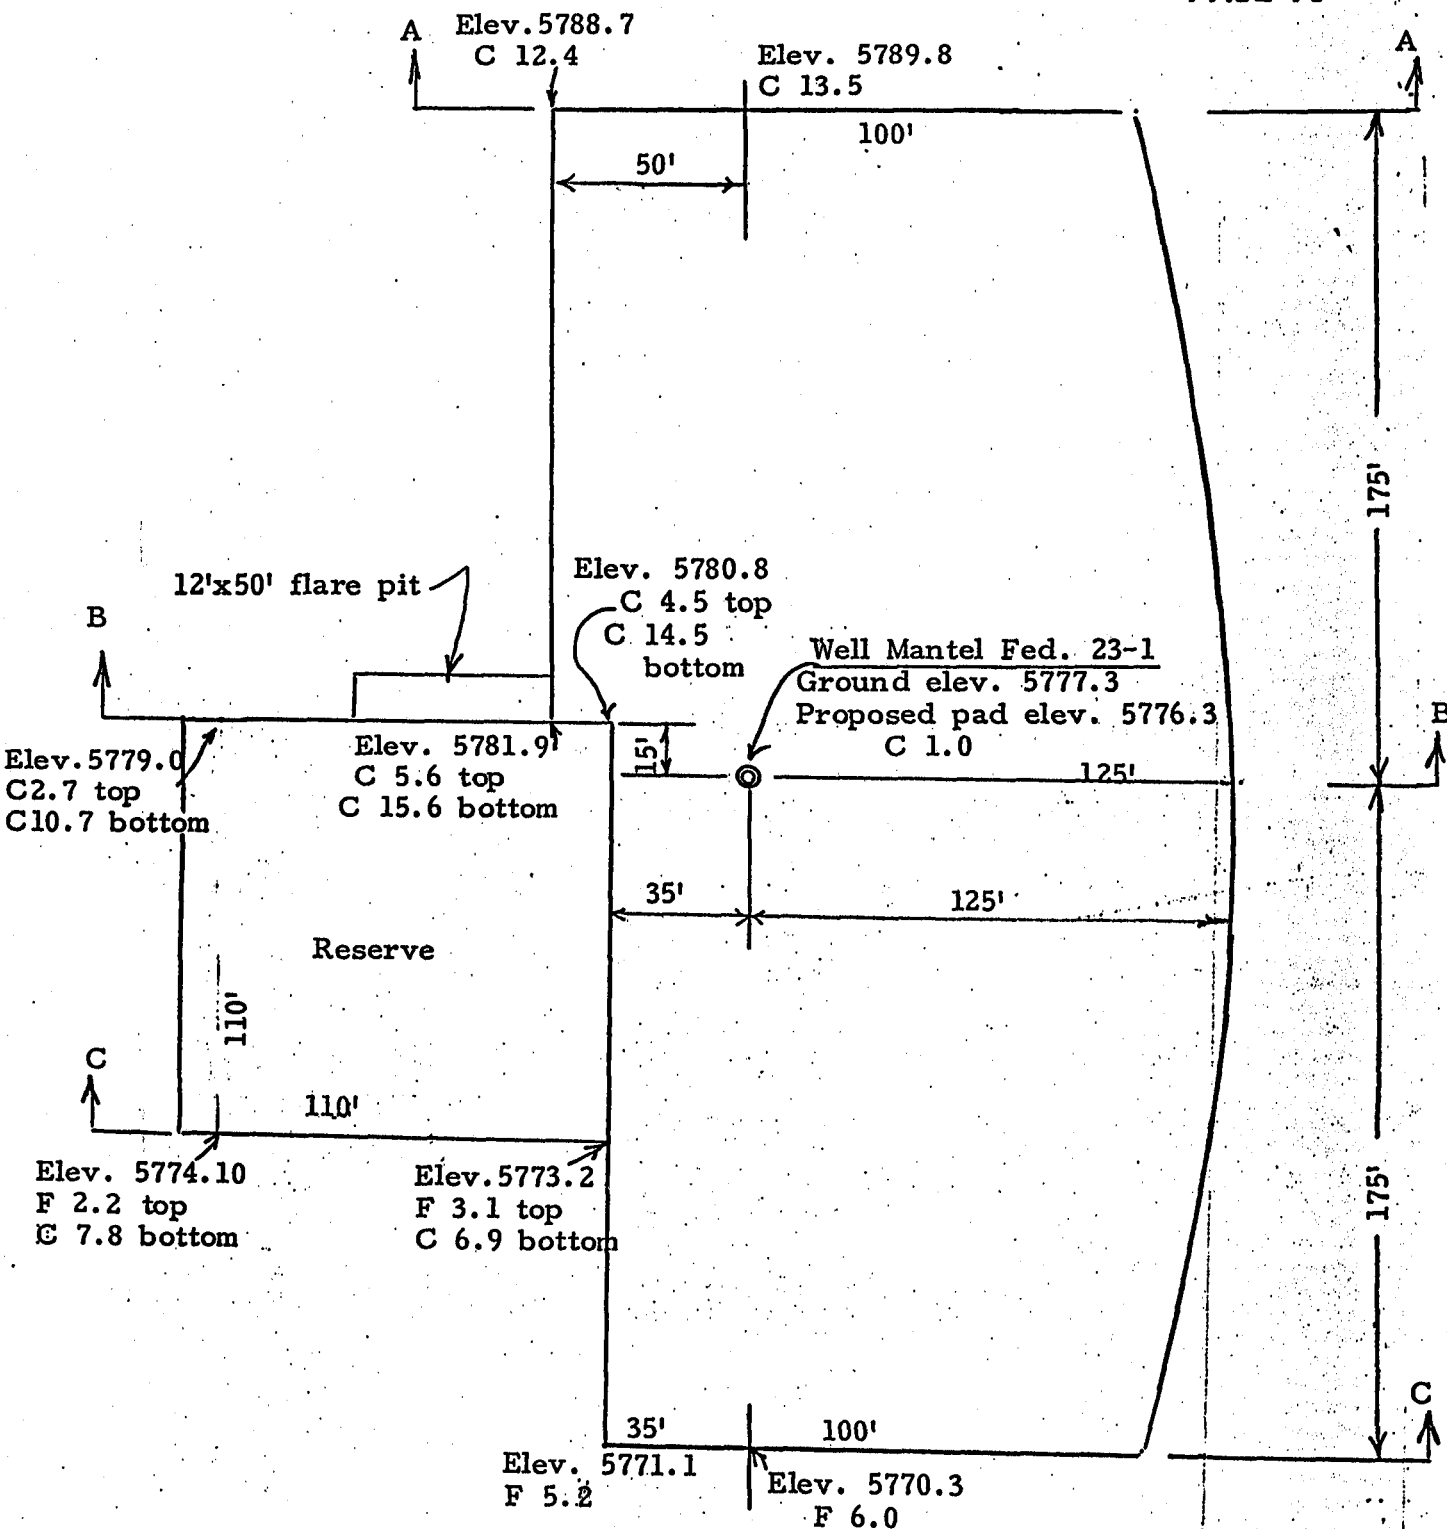 A
Elev.5788.7
C 12.4
Elev. 5789.8
C 13.5
A
100'
50'
175'
12'x50' flare pit
Elev. 5780.8
C 4.5 top
C 14.5
bottom
B
Well Mantel Fed. 23-1
Ground elev. 5777.3
Proposed pad elev. 5776.3
C 1.0
B
Elev.5779.0
C2.7 top
C10.7 bottom
Elev. 5781.9
C 5.6 top
C 15.6 bottom
15'
125'
35'
125'
Reserve
110'
C
110'
Elev. 5774.10
F 2.2 top
C 7.8 bottom
Elev.5773.2
F 3.1 top
C 6.9 bottom
175'
C
35'
100'
Elev. 5771.1
F 5.2
Elev. 5770.3
F 6.0